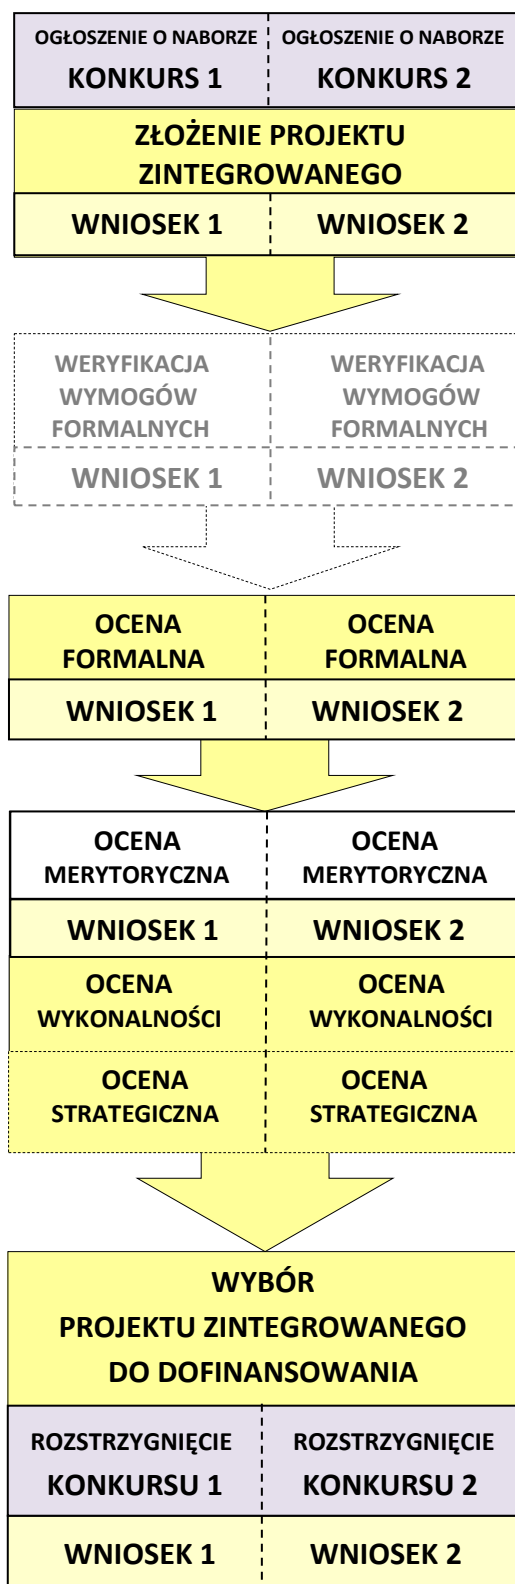 OGŁOSZENIE O NABORZE OGŁOSZENIE O NABORZE
KONKURS 1 KONKURS 2
ZŁOŻENIE PROJEKTU
ZINTEGROWANEGO
WNIOSEK 1 WNIOSEK 2
WERYFIKACJA WERYFIKACJA
WYMOGÓW WYMOGÓW
FORMALNYCH FORMALNYCH
WNIOSEK 1 WNIOSEK 2
OCENA OCENA
FORMALNA FORMALNA
WNIOSEK 1 WNIOSEK 2
OCENA OCENA
MERYTORYCZNA MERYTORYCZNA
WNIOSEK 1 WNIOSEK 2
OCENA OCENA
WYKONALNOŚCI WYKONALNOŚCI
OCENA OCENA
STRATEGICZNA STRATEGICZNA
WYBÓR
PROJEKTU ZINTEGROWANEGO
DO DOFINANSOWANIA
ROZSTRZYGNIĘCIE ROZSTRZYGNIĘCIE
KONKURSU 1 KONKURSU 2
WNIOSEK 1 WNIOSEK 2